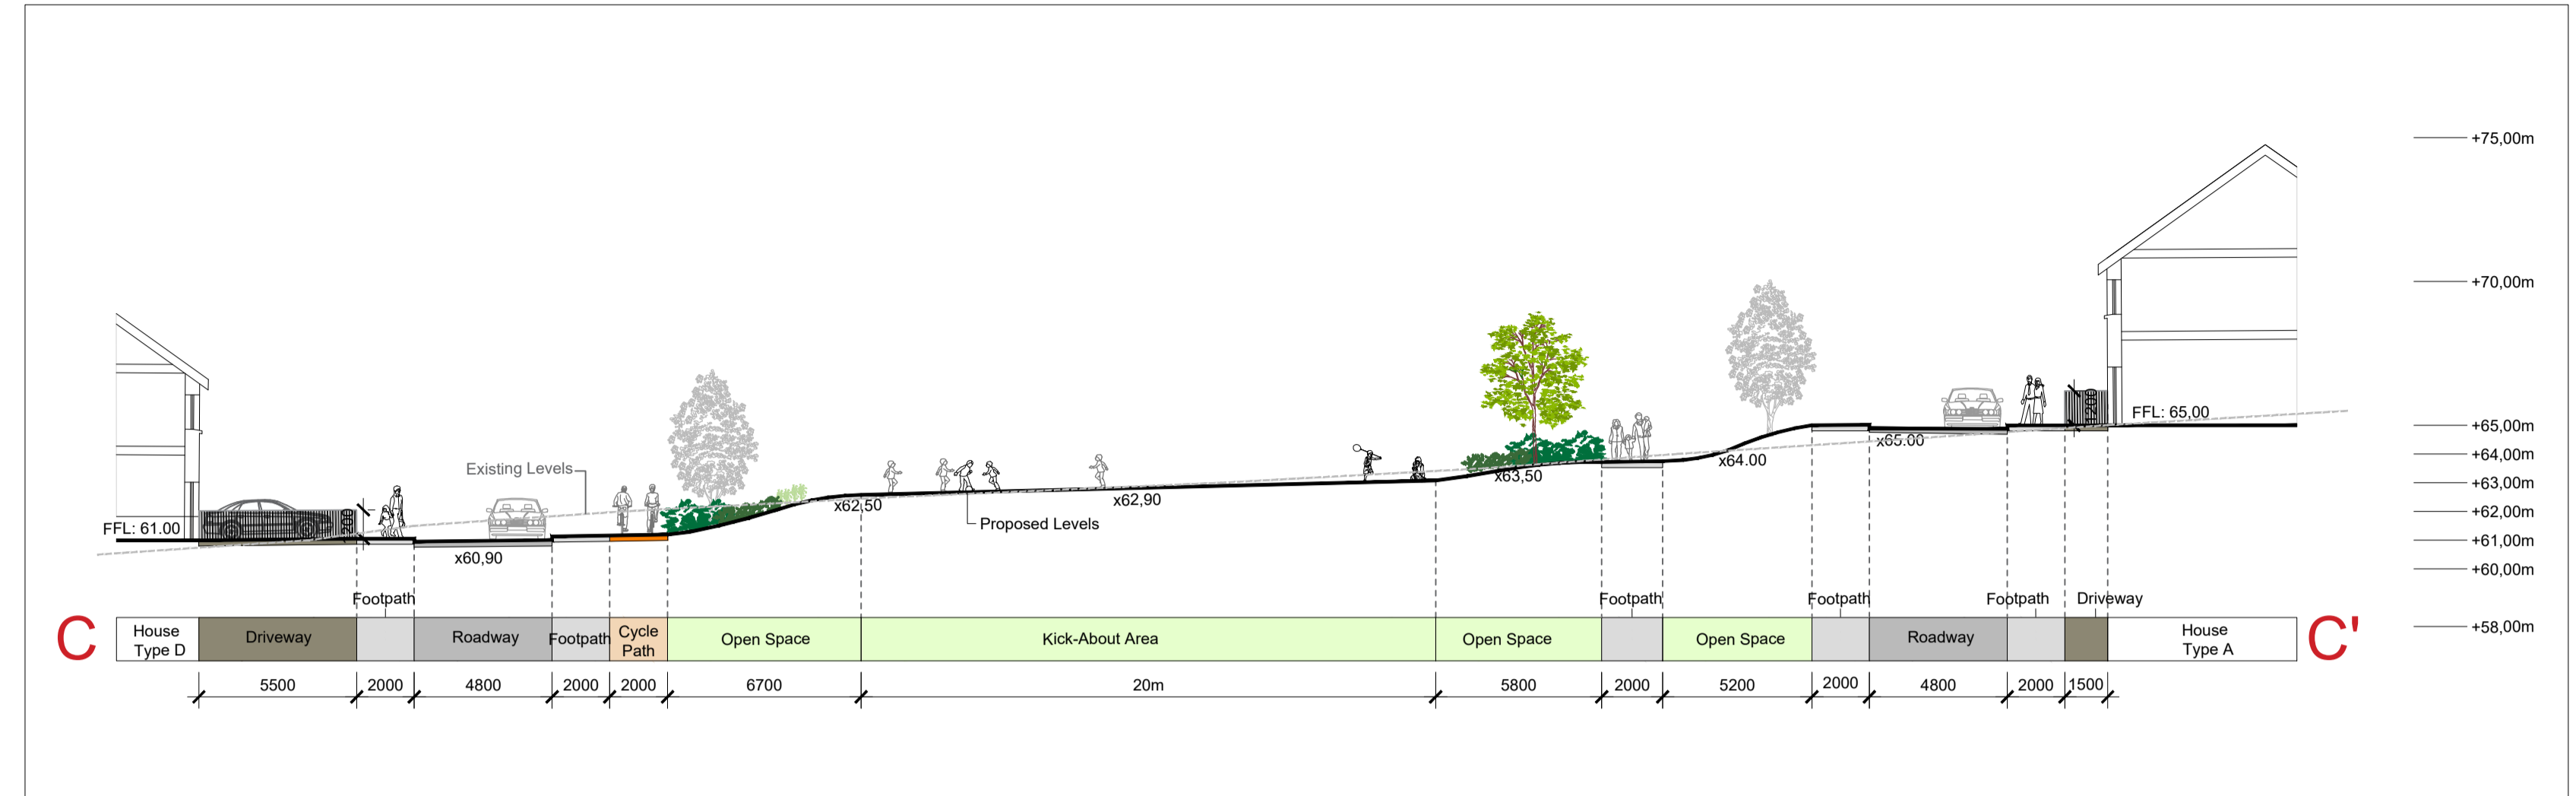 +75,00m
+70,00m
FFL: 65,00
1200
+65,00m
x65.00
+64,00m
x64.00
Existing Levels
x63,50
+63,00m
x62,50
x62,90
+62,00m
Proposed Levels
FFL: 61.00
+61,00m
x60,90
+60,00m
Footpath
Footpath
Footpath
Footpath
Driveway
+58,00m
C
House
Type D
Driveway
Roadway
Footpath
Cycle
Path
Open Space
Kick-About Area
Open Space
Open Space
Roadway
House
Type A
C'
5500
2000
4800
2000
2000
6700
20m
5800
2000
5200
2000
4800
2000
1500